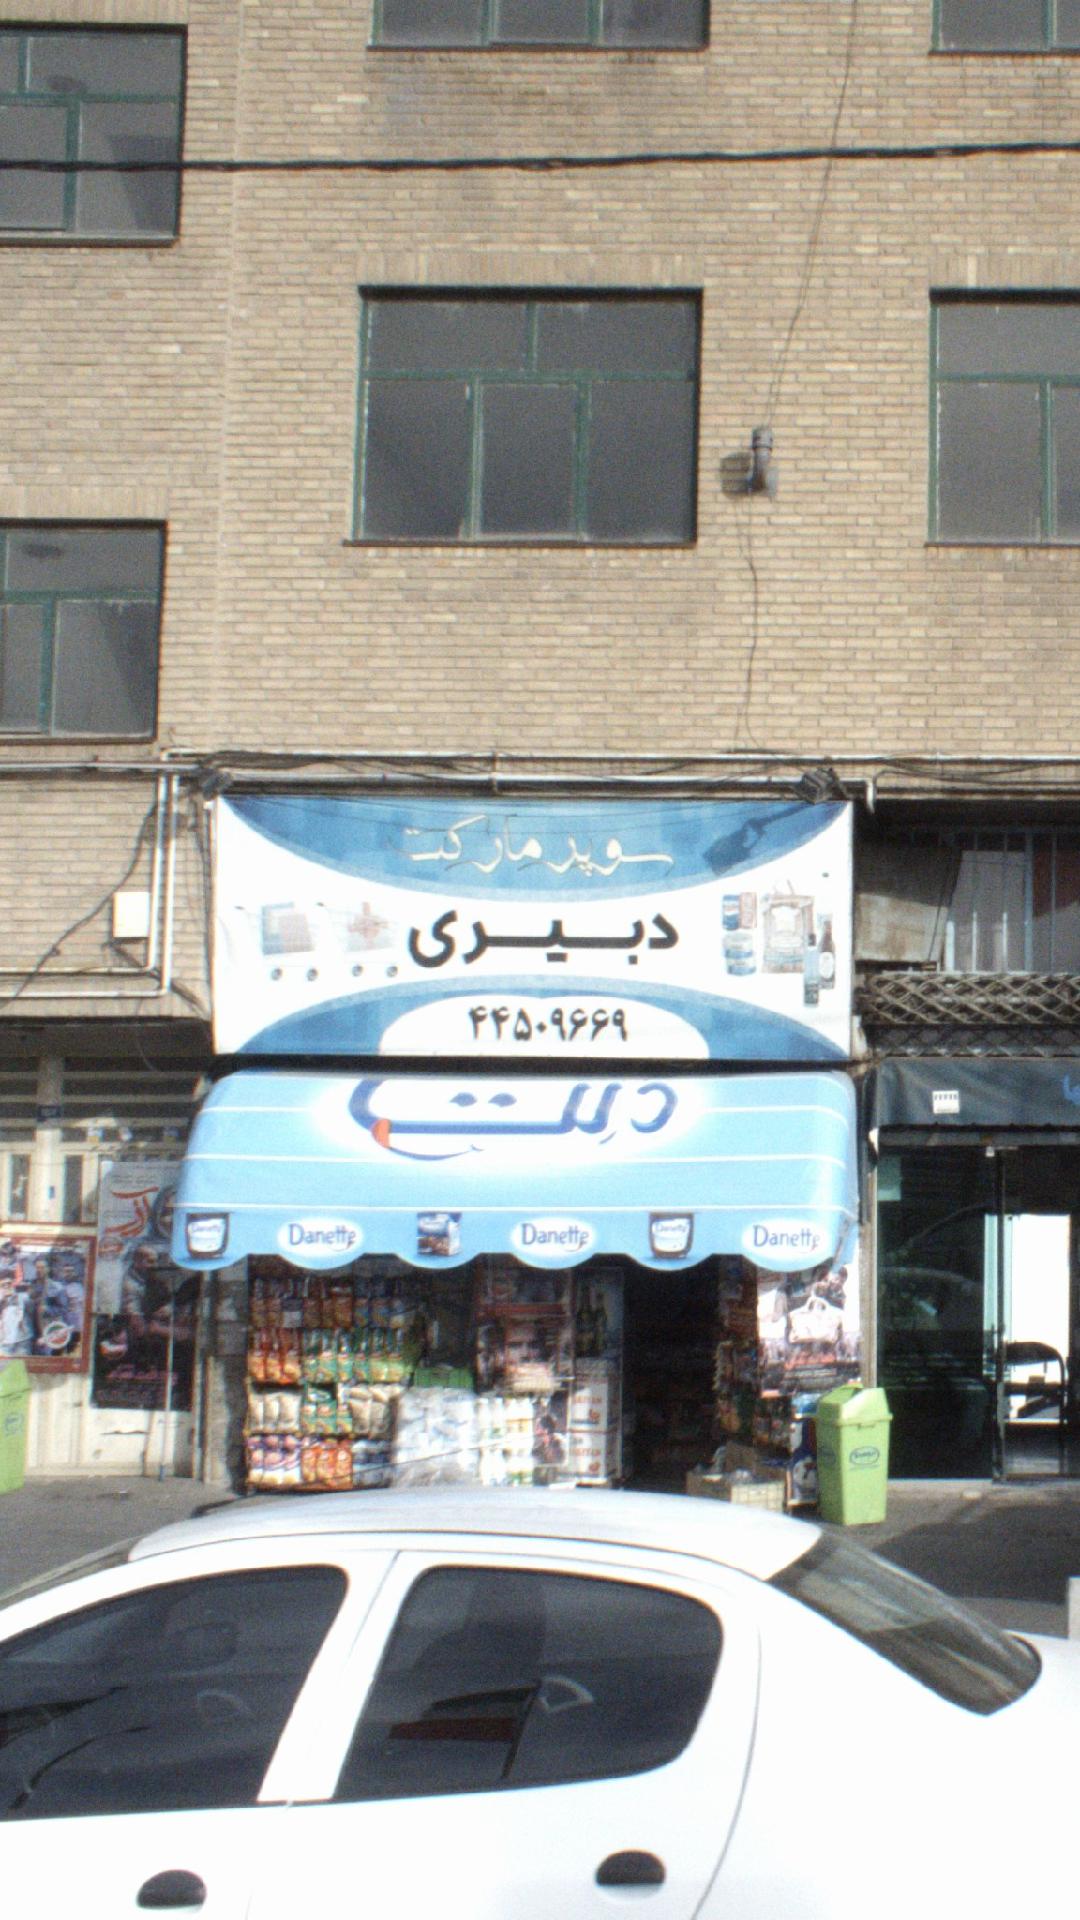 سوپر مارکت
دبیری
۴۴۵۰۹۶۶۹
دنت
Danette Danette Danette